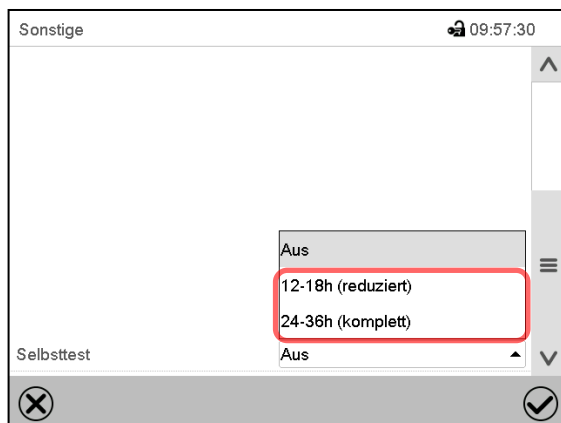 Sonstige 09:57:30
Aus
12-18h (reduziert)
24-36h (komplett)
Selbsttest Aus